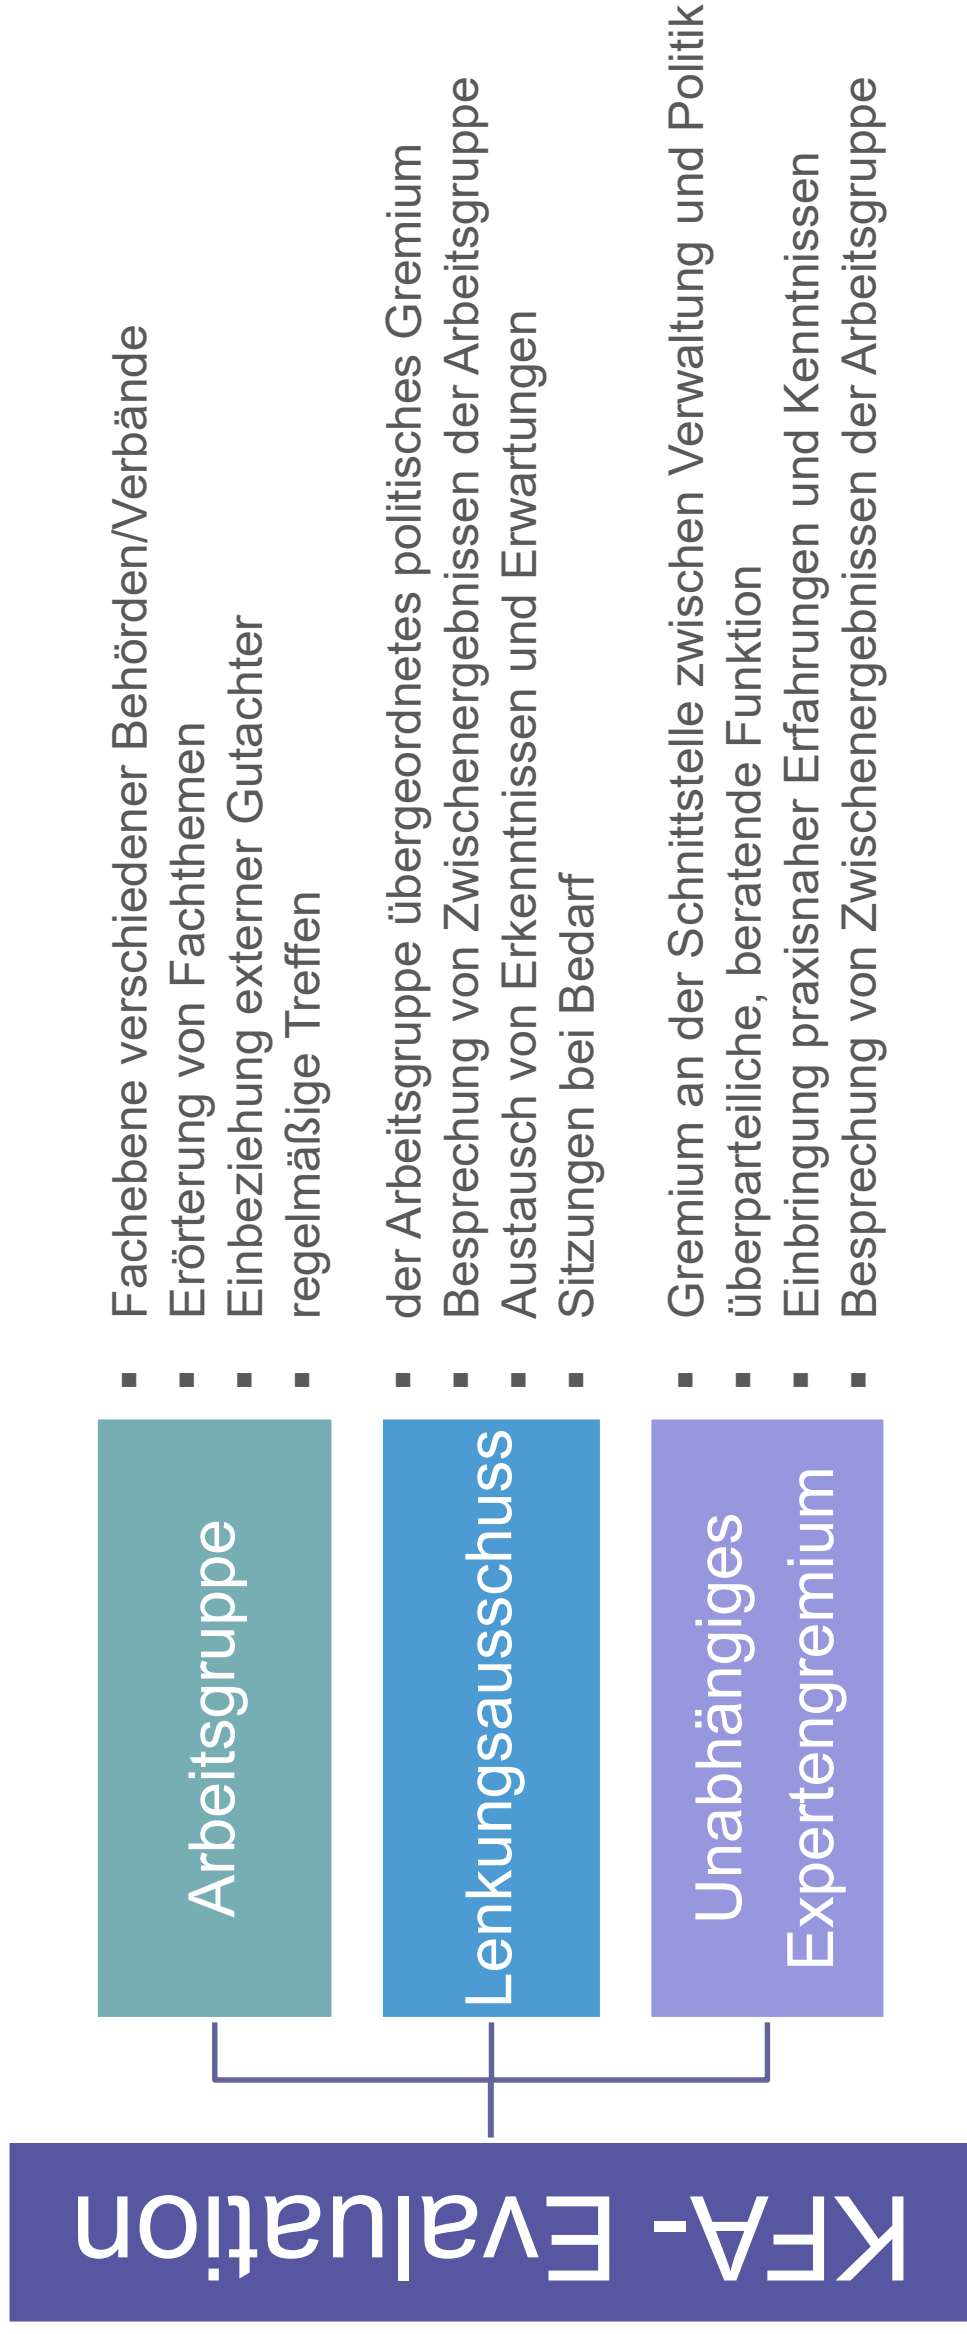 KFA- Evaluation
Arbeitsgruppe
▪ Fachebene verschiedener Behörden/Verbände
▪ Erörterung von Fachthemen
▪ Einbeziehung externer Gutachter
▪ regelmäßige Treffen
Lenkungsausschuss
▪ der Arbeitsgruppe übergeordnetes politisches Gremium
▪ Besprechung von Zwischenergebnissen der Arbeitsgruppe
▪ Austausch von Erkenntnissen und Erwartungen
▪ Sitzungen bei Bedarf
Unabhängiges
Expertengremium
▪ Gremium an der Schnittstelle zwischen Verwaltung und Politik
▪ überparteiliche, beratende Funktion
▪ Einbringung praxisnaher Erfahrungen und Kenntnissen
▪ Besprechung von Zwischenergebnissen der Arbeitsgruppe